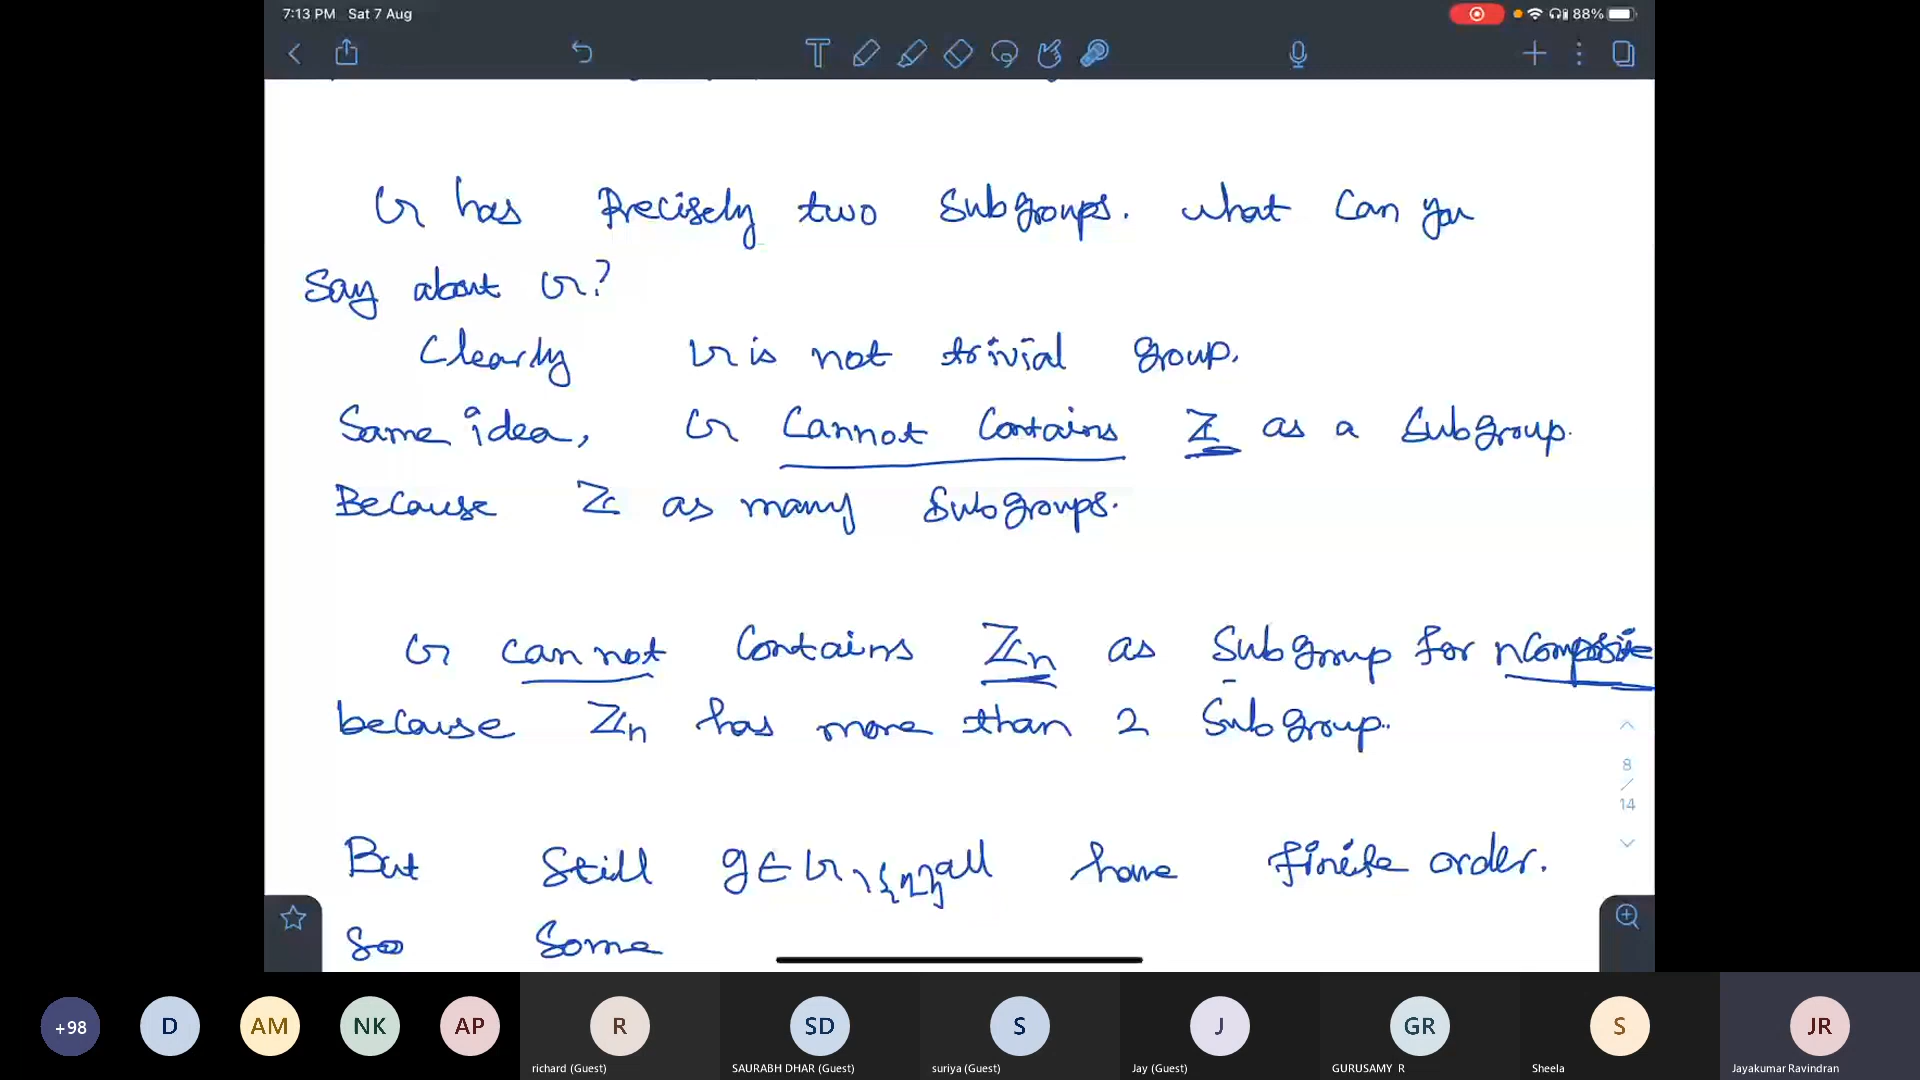 7:13 PM Sat 7 Aug
88%
G has Precisely two Subgroups. what can you
Say about G?
Clearly G is not trivial group.
Same idea, G Cannot Contains ℤ as a Subgroup.
Because ℤ as many Subgroups.
G cannot Contains ℤn as Subgroup for n Composite
because ℤn has more than 2 Subgroup.
8
/
14
But Still g∈G\{1} all have finite order.
So Some
+98 D AM NK AP R SD S J GR S JR
richard (Guest) SAURABH DHAR (Guest) suriya (Guest) Jay (Guest) GURUSAMY R Sheela Jayakumar Ravindran